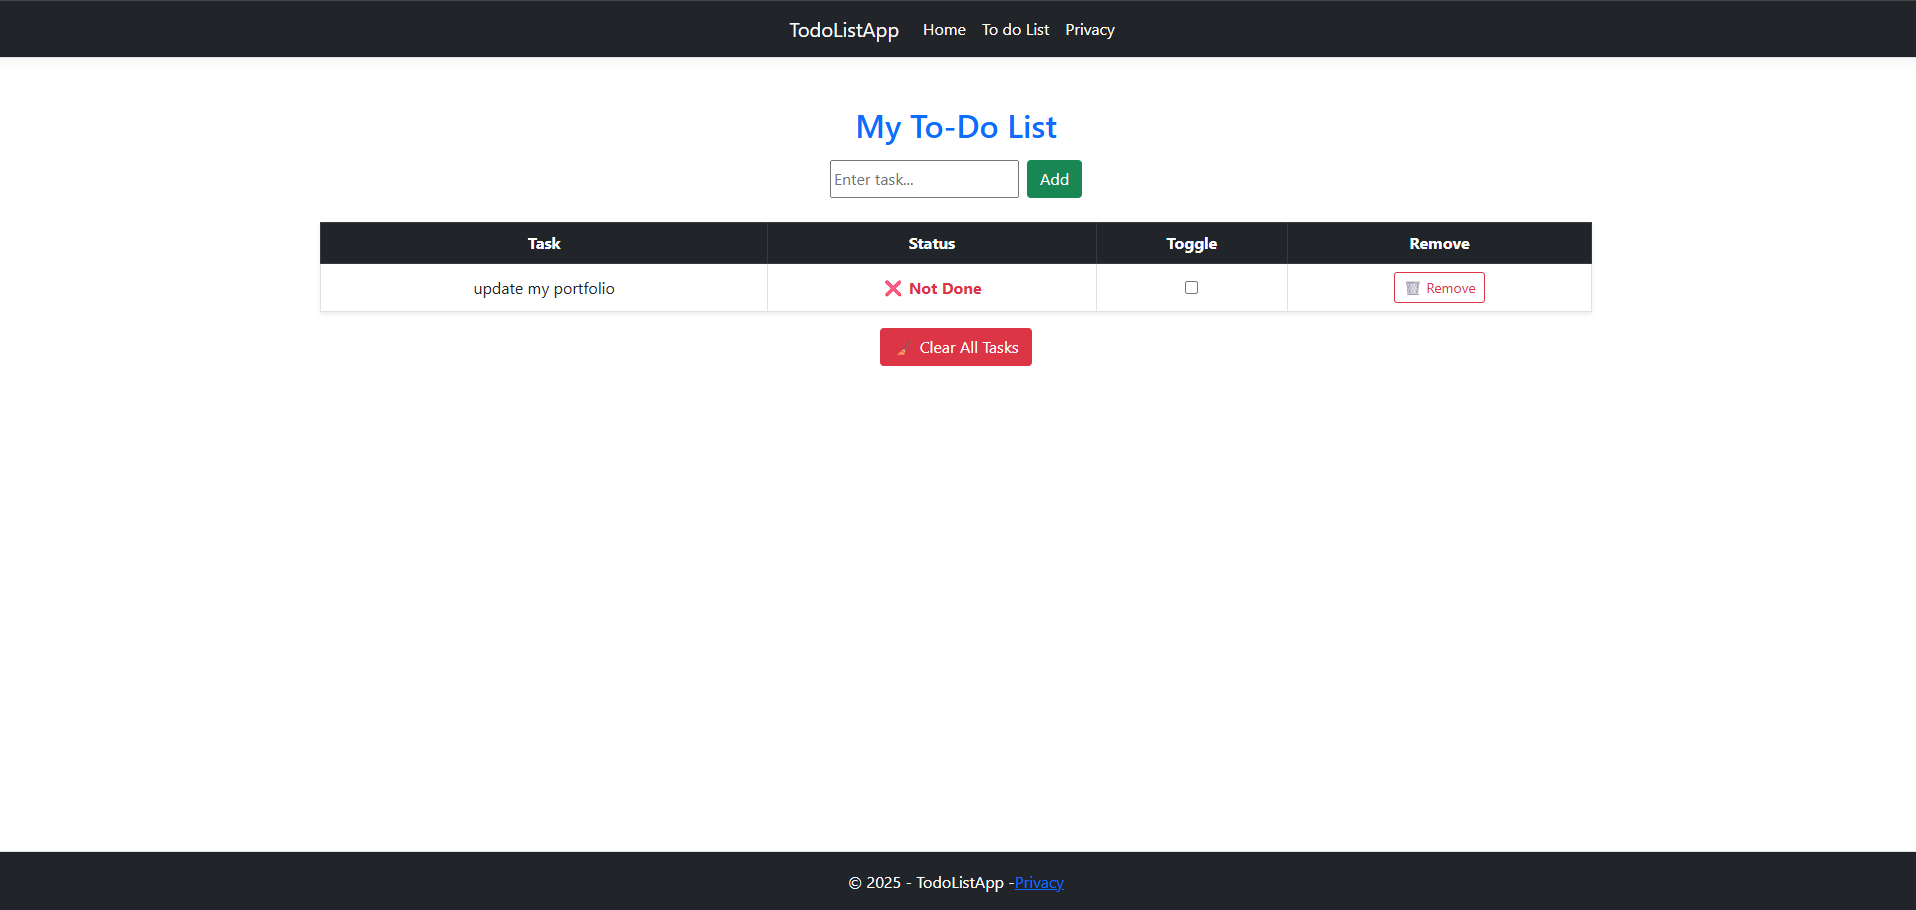 TodoListApp Home To do List Privacy
My To-Do List
Enter task... Add
Task Status Toggle Remove
update my portfolio ❌ Not Done 🗑️ Remove
🧹 Clear All Tasks
© 2025 - TodoListApp -Privacy